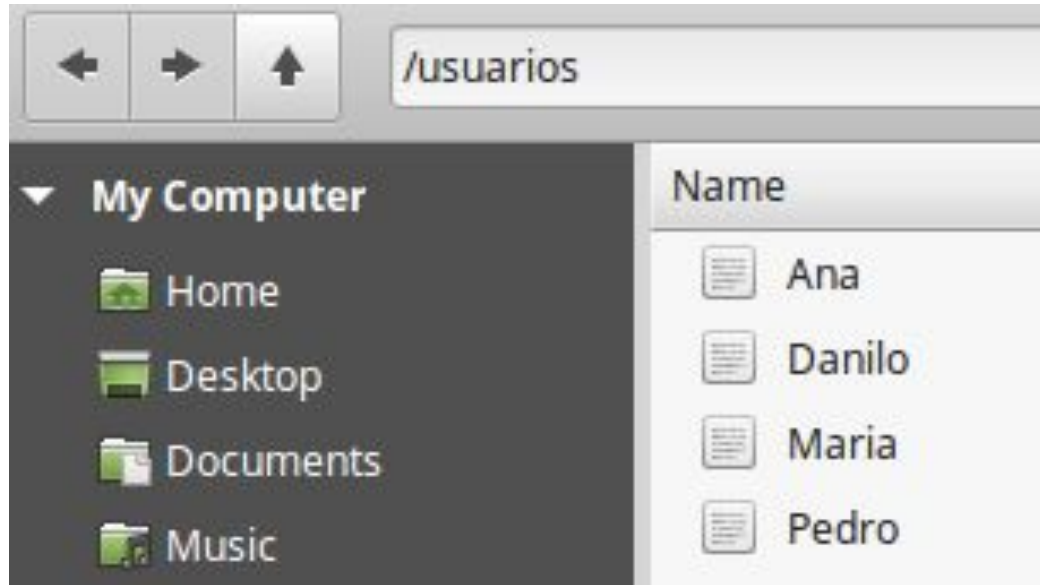 /usuarios
My Computer
Home
Desktop
Documents
Music
Name
Ana
Danilo
Maria
Pedro